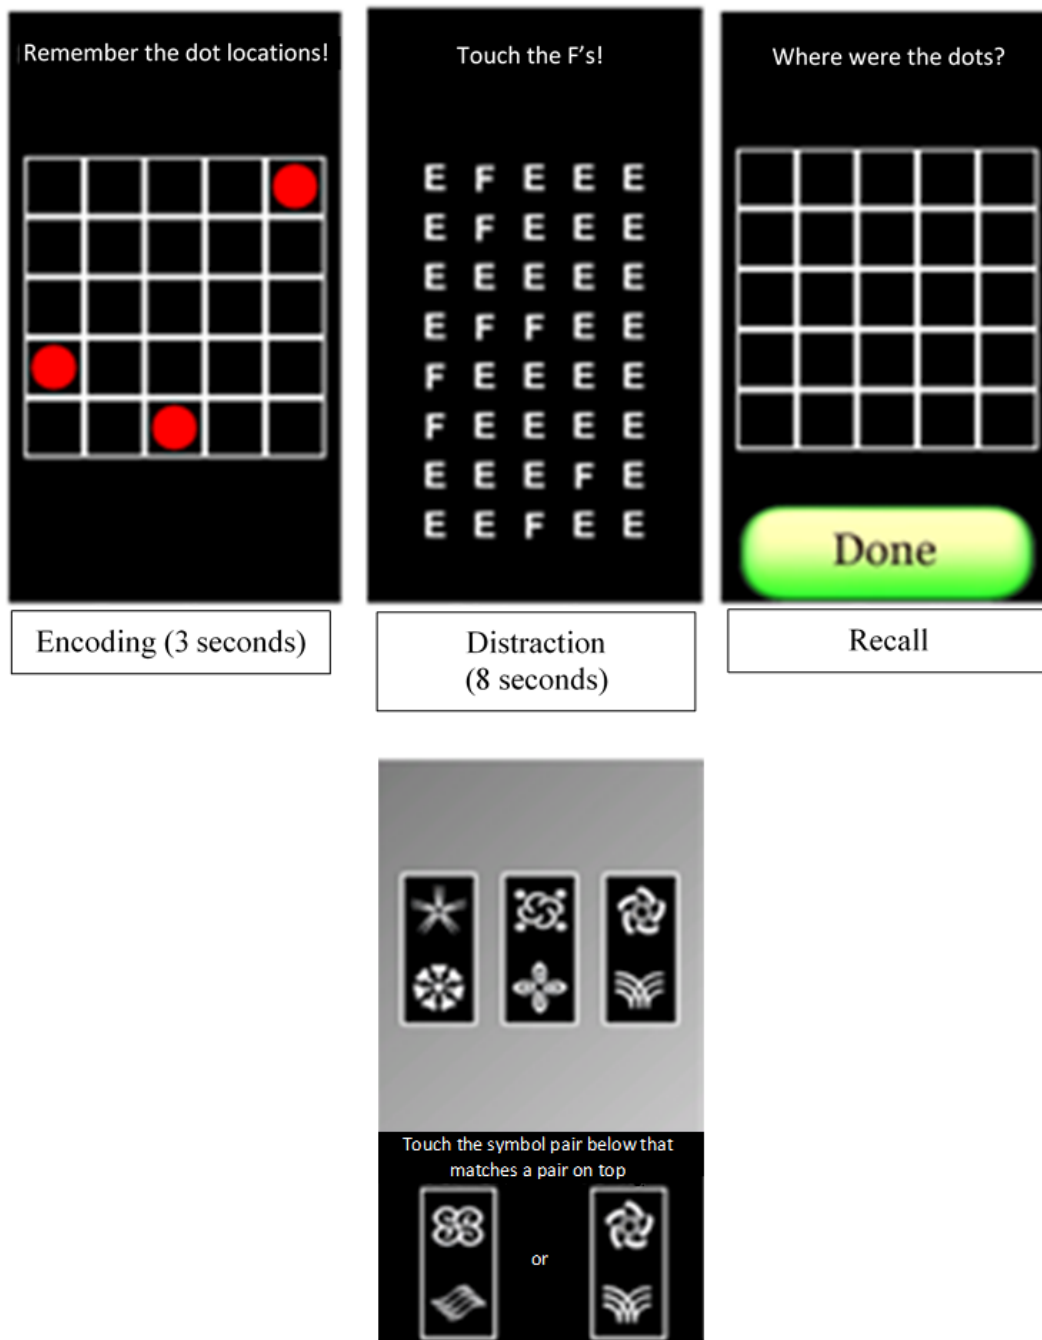 Remember the dot locations!
Touch the F's!
E F E E E
E F E E E
E E E E E
E F F E E
F E E E E
F E E E E
E E E F E
E E F E E
Where were the dots?
Done
Encoding (3 seconds)
Distraction
(8 seconds)
Recall
Touch the symbol pair below that
matches a pair on top
or